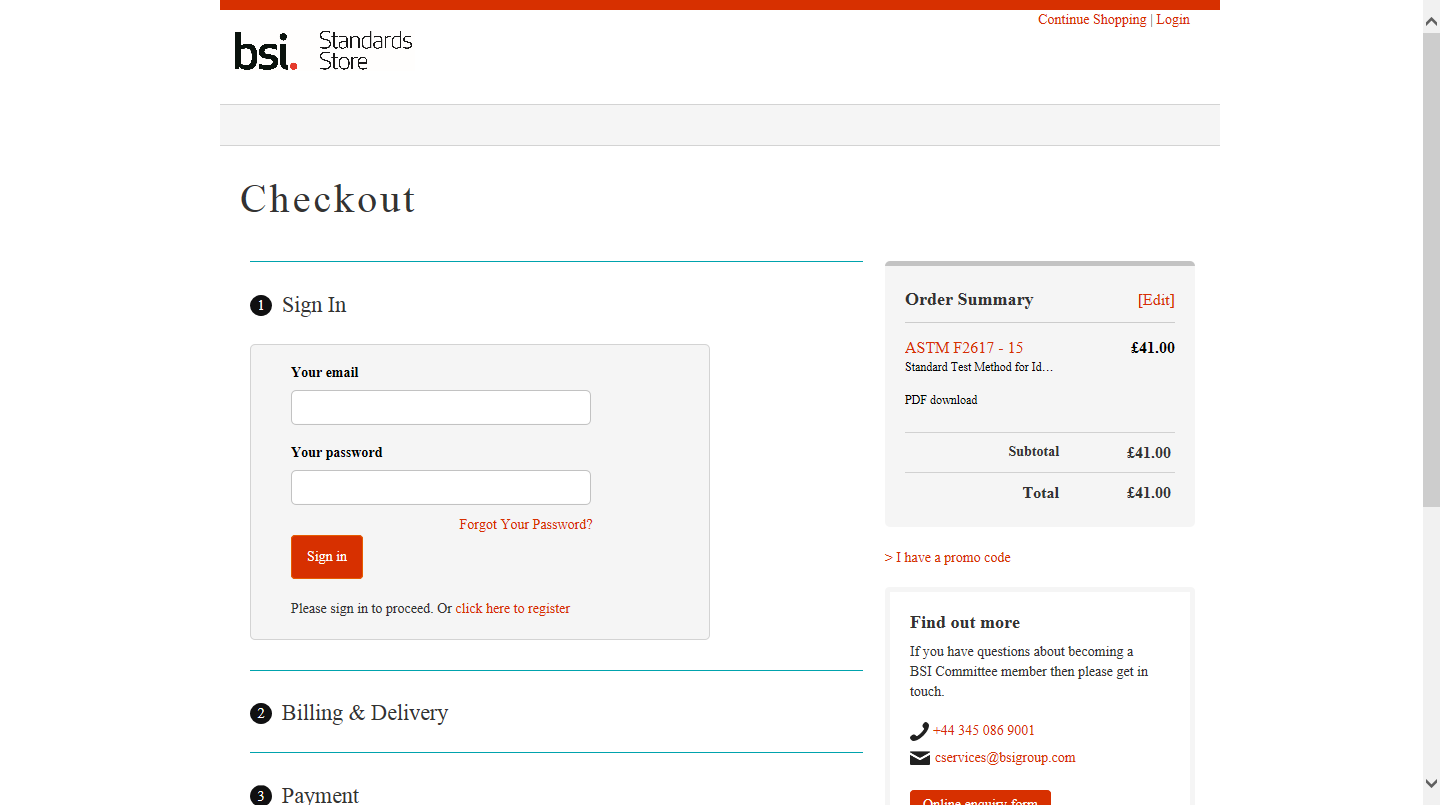 Continue Shopping | Login
bsi. Standards
Store
Checkout
1 Sign In
Your email
Your password
Forgot Your Password?
Sign in
Please sign in to proceed. Or click here to register
2 Billing & Delivery
3 Payment
Order Summary [Edit]
ASTM F2617 - 15 £41.00
Standard Test Method for Id…
PDF download
Subtotal £41.00
Total £41.00
> I have a promo code
Find out more
If you have questions about becoming a
BSI Committee member then please get in
touch.
+44 345 086 9001
cservices@bsigroup.com
Online enquiry form